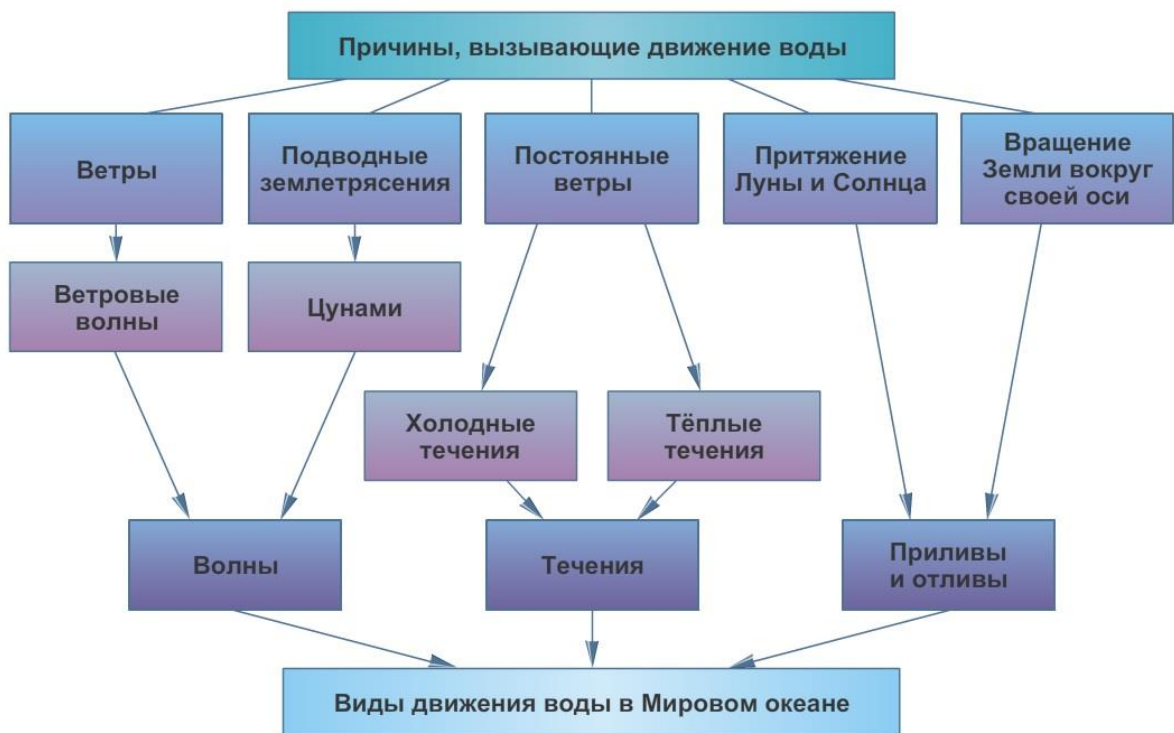 Причины, вызывающие движение воды
Ветры
Подводные
землетрясения
Постоянные
ветры
Притяжение
Луны и Солнца
Вращение
Земли вокруг
своей оси
Ветровые
волны
Цунами
Холодные
течения
Тёплые
течения
Волны
Течения
Приливы
и отливы
Виды движения воды в Мировом океане